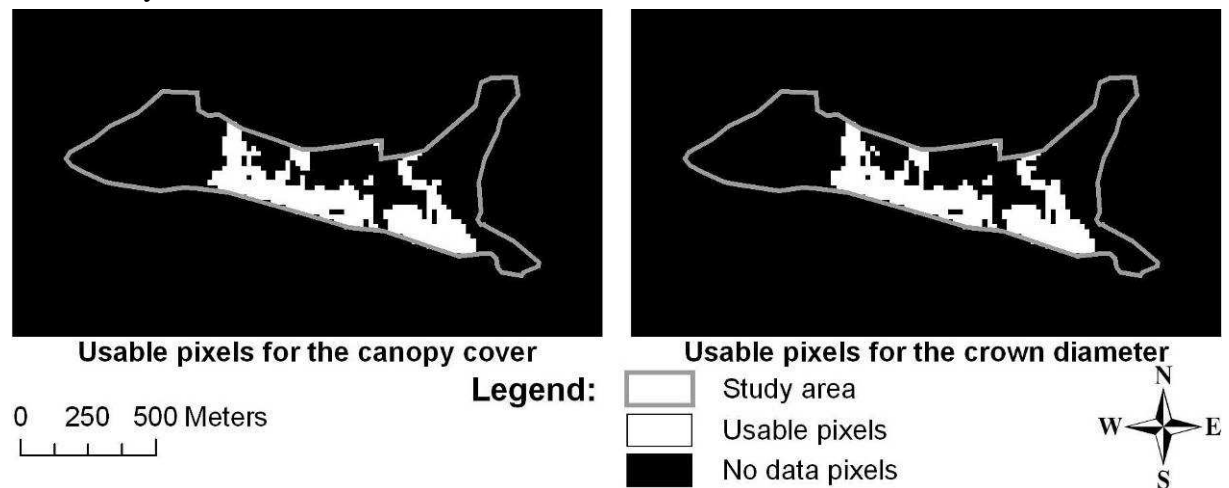 Usable pixels for the canopy cover
Usable pixels for the crown diameter
Legend:
Study area
Usable pixels
No data pixels
0 250 500 Meters
N
W E
S